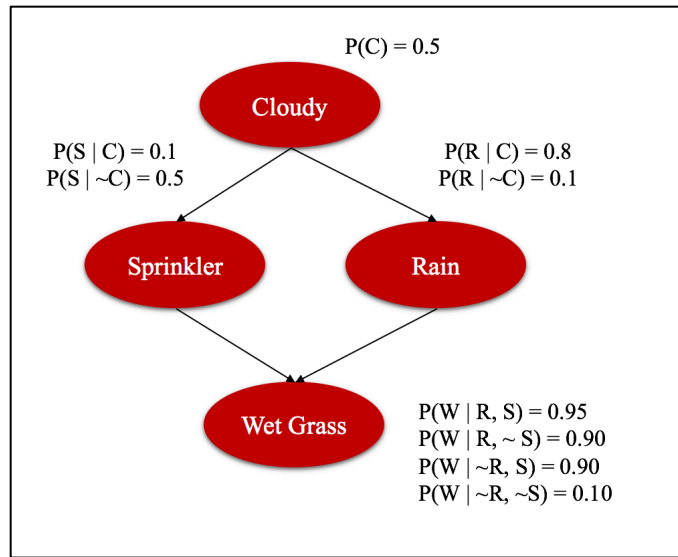 P(C) = 0.5
Cloudy
P(S | C) = 0.1
P(S | ~C) = 0.5
P(R | C) = 0.8
P(R | ~C) = 0.1
Sprinkler
Rain
Wet Grass
P(W | R, S) = 0.95
P(W | R, ~ S) = 0.90
P(W | ~R, S) = 0.90
P(W | ~R, ~S) = 0.10